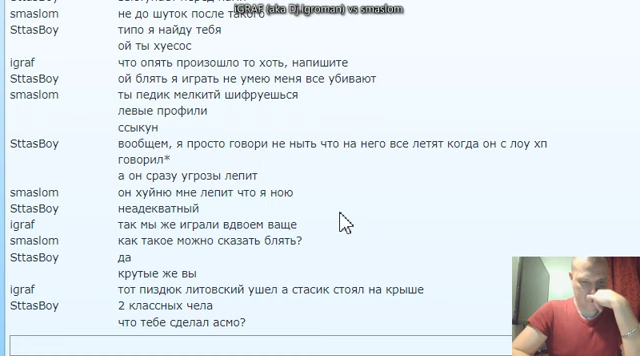 IGRAF (aka Dj.Igroman) vs smaslom
smaslom не до шуток после такого
SttasBoy типо я найду тебя
ой ты хуесос
igraf что опять произошло то хоть, напишите
SttasBoy ой блять я играть не умею меня все убивают
smaslom ты педик мелкитй шифруешься
левые профили
ссыкун
SttasBoy вообщем, я просто говори не ныть что на него все летят когда он с лоу хп
говорил*
а он сразу угрозы лепит
smaslom он хуйню мне лепит что я ною
SttasBoy неадекватный
igraf так мы же играли вдвоем ваще
smaslom как такое можно сказать блять?
SttasBoy да
крутые же вы
igraf тот пиздюк литовский ушел а стасик стоял на крыше
SttasBoy 2 классных чела
что тебе сделал асмо?